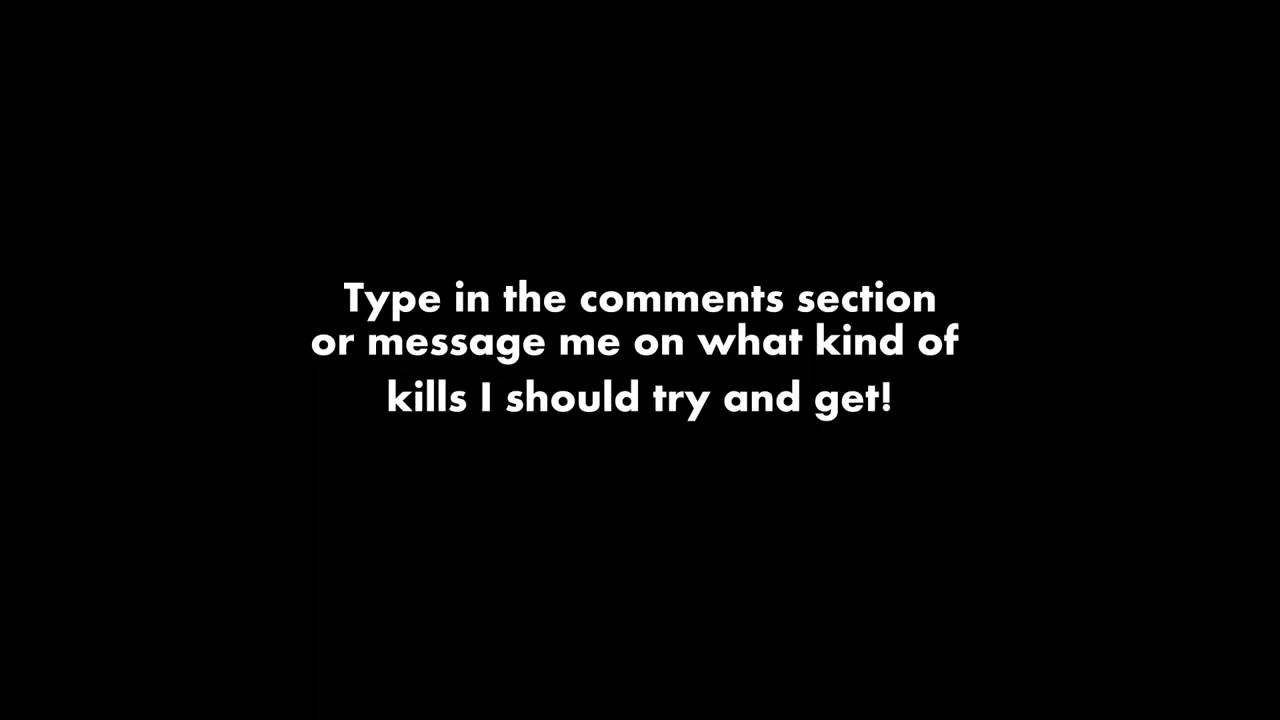 Type in the comments section
or message me on what kind of
kills I should try and get!